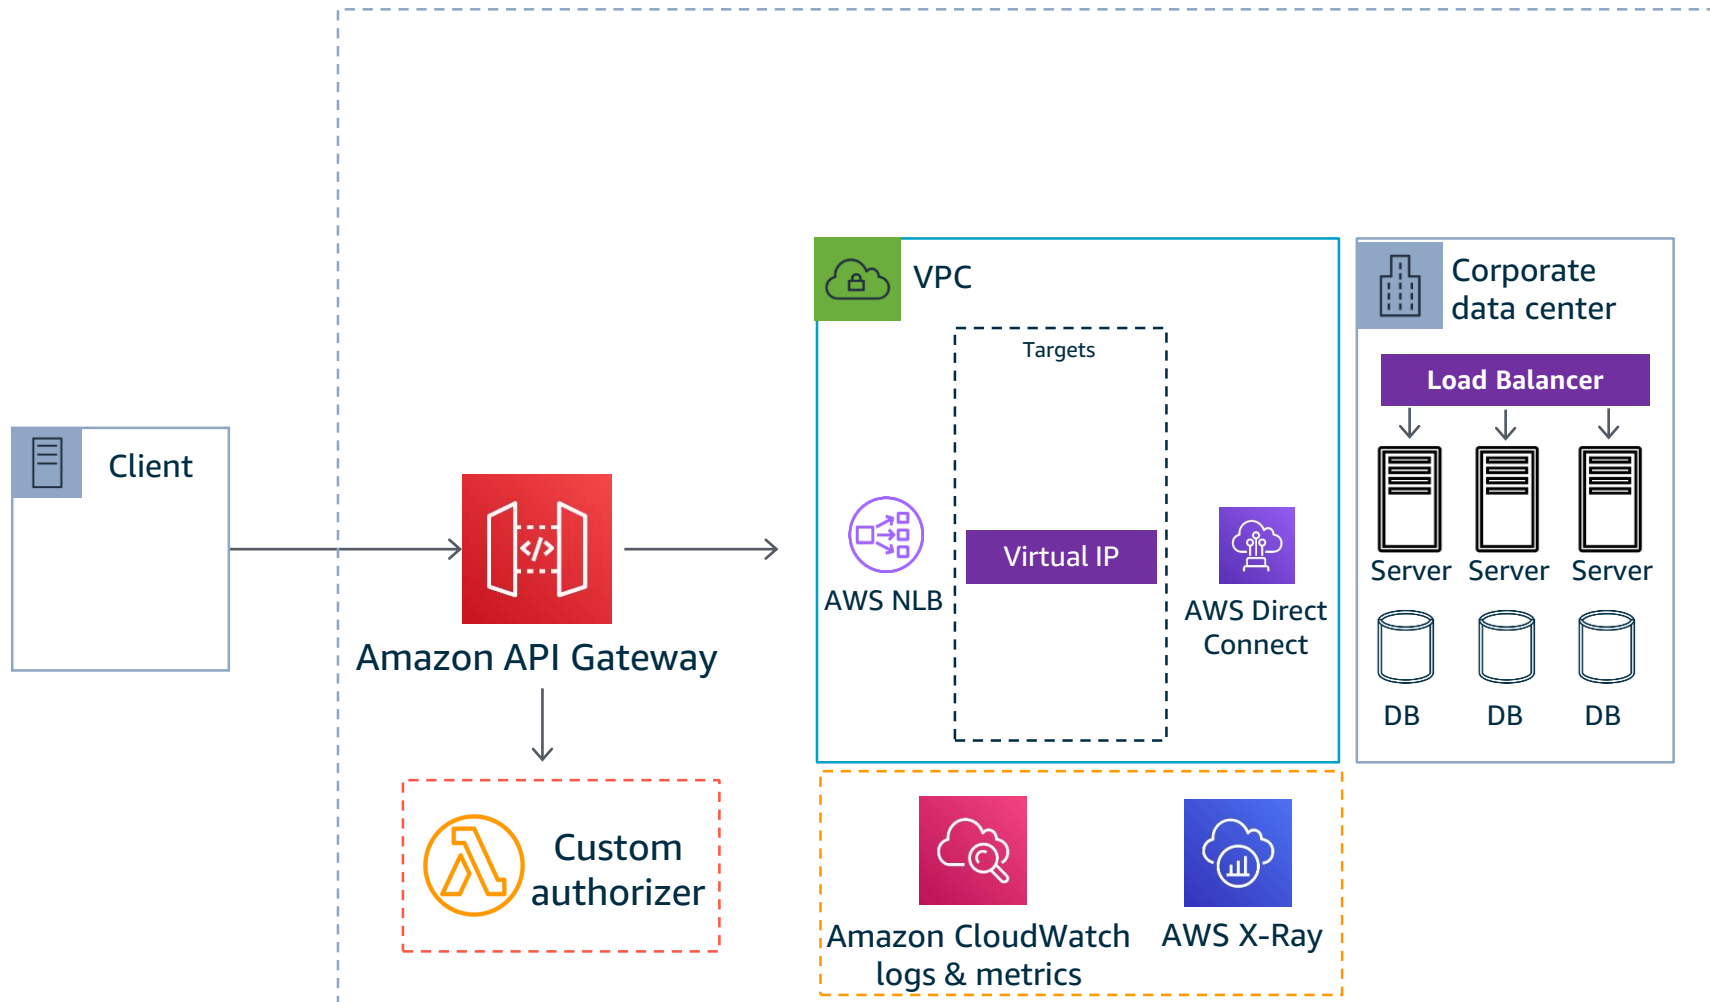 VPC
Corporate
data center
Targets
Load Balancer
Client
</>
Virtual IP
AWS NLB
Server
Server
Server
AWS Direct
Connect
Amazon API Gateway
DB
DB
DB
Custom
authorizer
Amazon CloudWatch
logs & metrics
AWS X-Ray